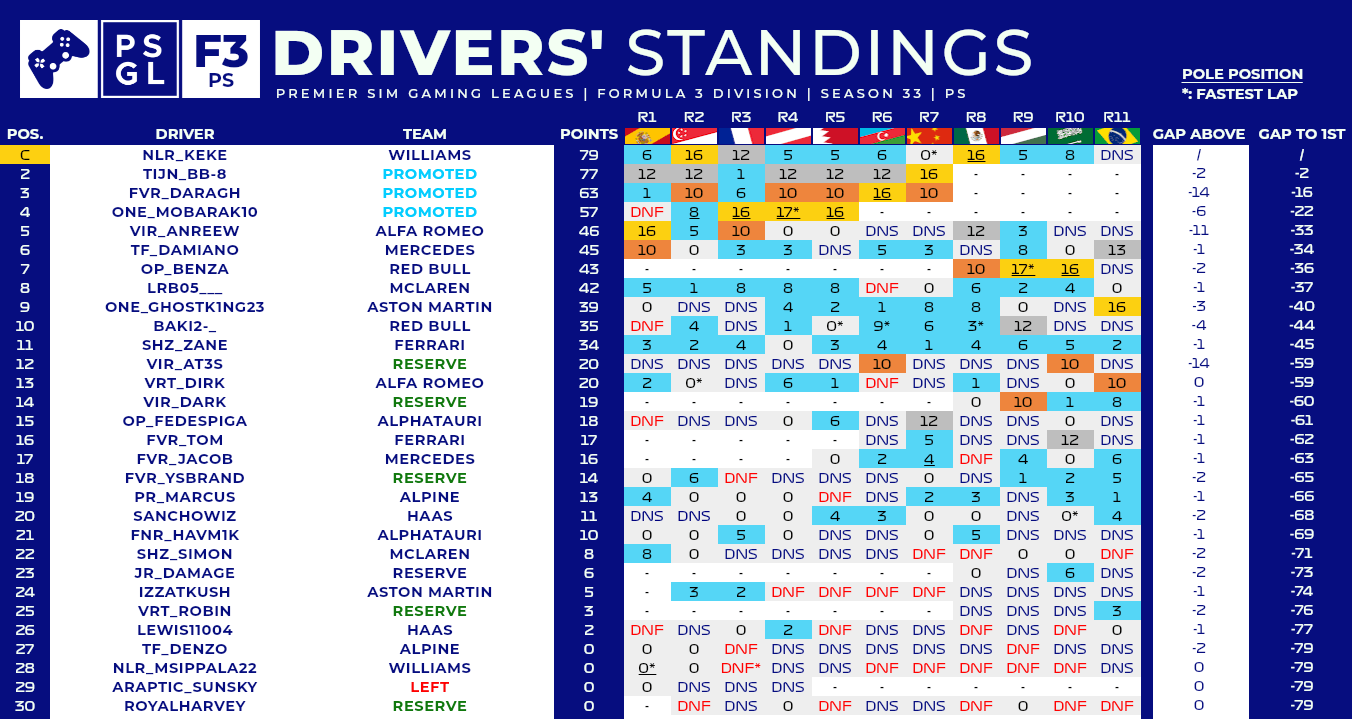 PS
GL
F3
PS
DRIVERS' STANDINGS
PREMIER SIM GAMING LEAGUES | FORMULA 3 DIVISION | SEASON 33 | PS
POLE POSITION
*: FASTEST LAP
R1 R2 R3 R4 R5 R6 R7 R8 R9 R10 R11
POS. DRIVER TEAM POINTS GAP ABOVE GAP TO 1ST
C NLR_KEKE WILLIAMS 79 6 16 12 5 5 6 0* 16 5 8 DNS / /
2 TIJN_BB-8 PROMOTED 77 12 12 1 12 12 12 16 - - - - -2 -2
3 FVR_DARAGH PROMOTED 63 1 10 6 10 10 16 10 - - - - -14 -16
4 ONE_MOBARAK10 PROMOTED 57 DNF 8 16 17* 16 - - - - - - -6 -22
5 VIR_ANREEW ALFA ROMEO 46 16 5 10 0 0 DNS DNS 12 3 DNS DNS -11 -33
6 TF_DAMIANO MERCEDES 45 10 0 3 3 DNS 5 3 DNS 8 0 13 -1 -34
7 OP_BENZA RED BULL 43 - - - - - - - 10 17* 16 DNS -2 -36
8 LRB05___ MCLAREN 42 5 1 8 8 8 DNF 0 6 2 4 0 -1 -37
9 ONE_GHOSTK1NG23 ASTON MARTIN 39 0 DNS DNS 4 2 1 8 8 0 DNS 16 -3 -40
10 BAKI2-_ RED BULL 35 DNF 4 DNS 1 0* 9* 6 3* 12 DNS DNS -4 -44
11 SHZ_ZANE FERRARI 34 3 2 4 0 3 4 1 4 6 5 2 -1 -45
12 VIR_AT3S RESERVE 20 DNS DNS DNS DNS DNS 10 DNS DNS DNS 10 DNS -14 -59
13 VRT_DIRK ALFA ROMEO 20 2 0* DNS 6 1 DNF DNS 1 DNS 0 10 0 -59
14 VIR_DARK RESERVE 19 - - - - - - - 0 10 1 8 -1 -60
15 OP_FEDESPIGA ALPHATAURI 18 DNF DNS DNS 0 6 DNS 12 DNS DNS 0 DNS -1 -61
16 FVR_TOM FERRARI 17 - - - - - DNS 5 DNS DNS 12 DNS -1 -62
17 FVR_JACOB MERCEDES 16 - - - - 0 2 4 DNF 4 0 6 -1 -63
18 FVR_YSBRAND RESERVE 14 0 6 DNF DNS DNS DNS 0 DNS 1 2 5 -2 -65
19 PR_MARCUS ALPINE 13 4 0 0 0 DNF DNS 2 3 DNS 3 1 -1 -66
20 SANCHOWIZ HAAS 11 DNS DNS 0 0 4 3 0 0 DNS 0* 4 -2 -68
21 FNR_HAVM1K ALPHATAURI 10 0 0 5 0 DNS DNS 0 5 DNS DNS DNS -1 -69
22 SHZ_SIMON MCLAREN 8 8 0 DNS DNS DNS DNS DNF DNF 0 0 DNF -2 -71
23 JR_DAMAGE RESERVE 6 - - - - - - - 0 DNS 6 DNS -2 -73
24 IZZATKUSH ASTON MARTIN 5 - 3 2 DNF DNF DNF DNF DNS DNS DNS DNS -1 -74
25 VRT_ROBIN RESERVE 3 - - - - - - - DNS DNS DNS 3 -2 -76
26 LEWIS11004 HAAS 2 DNF DNS 0 2 DNF DNS DNS DNF DNS DNF 0 -1 -77
27 TF_DENZO ALPINE 0 0 0 DNF DNS DNS DNS DNS DNS DNF DNS DNS -2 -79
28 NLR_MSIPPALA22 WILLIAMS 0 0* 0 DNF* DNS DNS DNF DNF DNF DNF DNF DNS 0 -79
29 ARAPTIC_SUNSKY LEFT 0 0 DNS DNS DNS - - - - - - - 0 -79
30 ROYALHARVEY RESERVE 0 - DNF DNS 0 DNF DNS DNS DNF 0 DNF DNF 0 -79